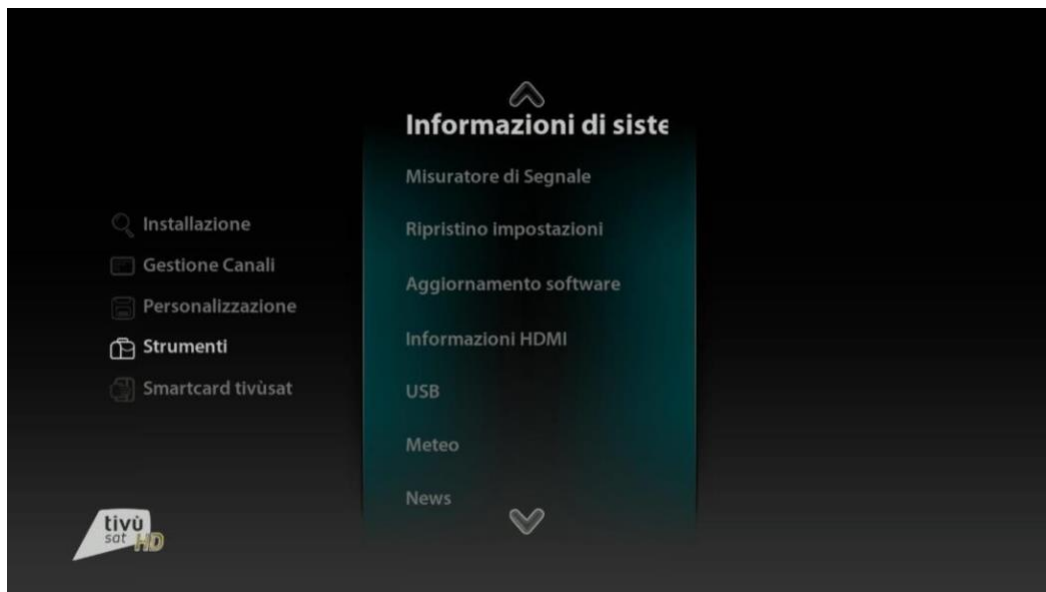 Informazioni di siste
Misuratore di Segnale
Ripristino impostazioni
Aggiornamento software
Informazioni HDMI
USB
Meteo
News
Installazione
Gestione Canali
Personalizzazione
Strumenti
Smartcard tivùsat
tivù
sat HD